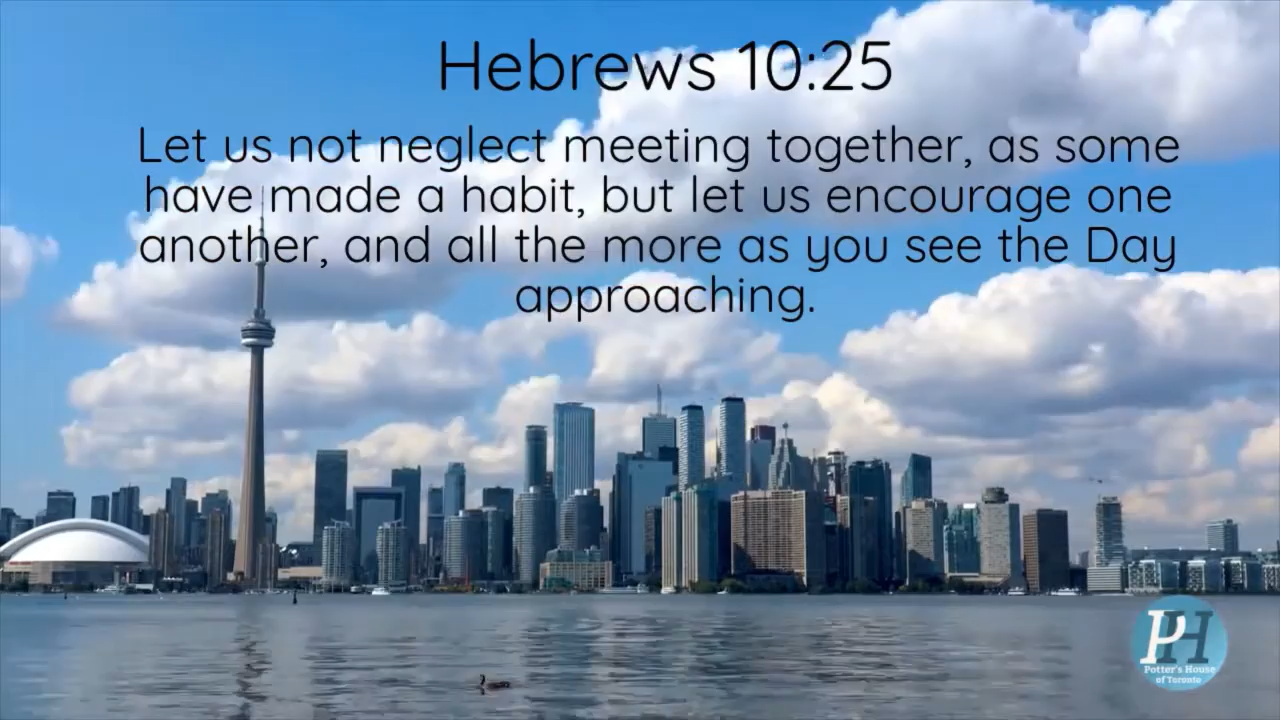 Hebrews 10:25
Let us not neglect meeting together, as some
have made a habit, but let us encourage one
another, and all the more as you see the Day
approaching.
PH
Potter's House
of Toronto